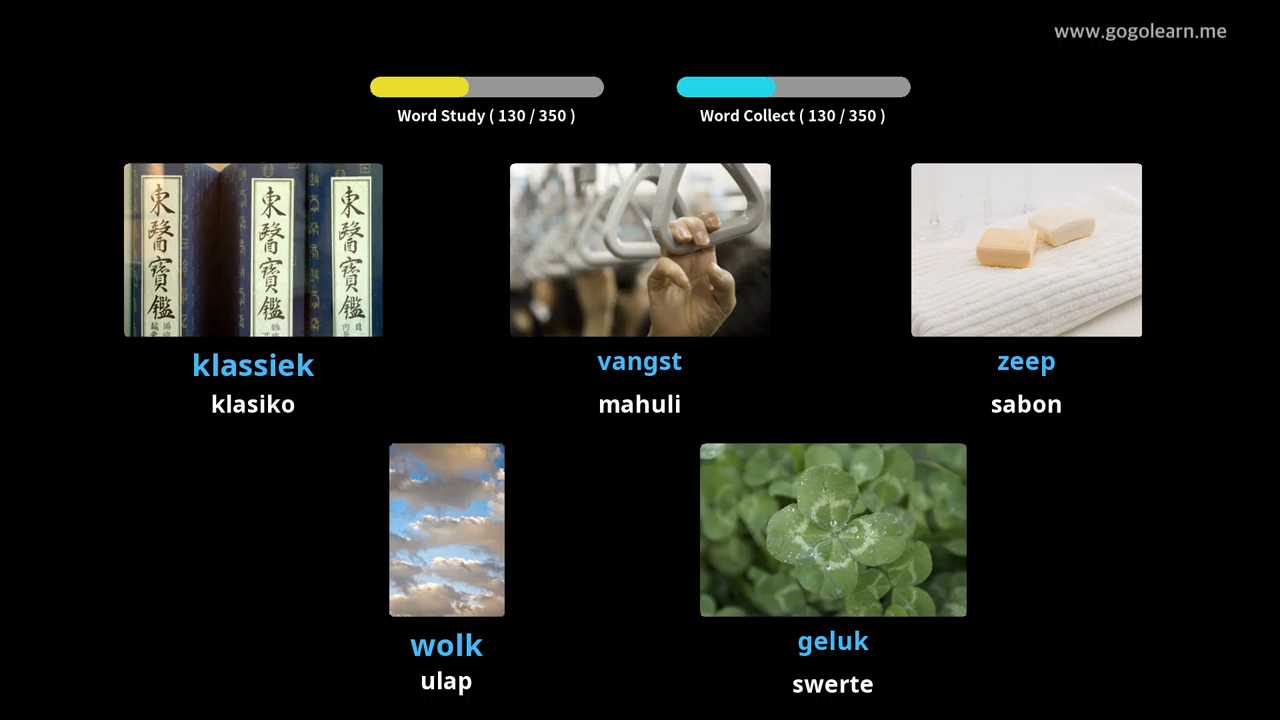 www.gogolearn.me
Word Study ( 130 / 350 )
Word Collect ( 130 / 350 )
東醫寶鑑
東醫寶鑑
東醫寶鑑
klassiek
klasiko
vangst
mahuli
zeep
sabon
wolk
ulap
geluk
swerte